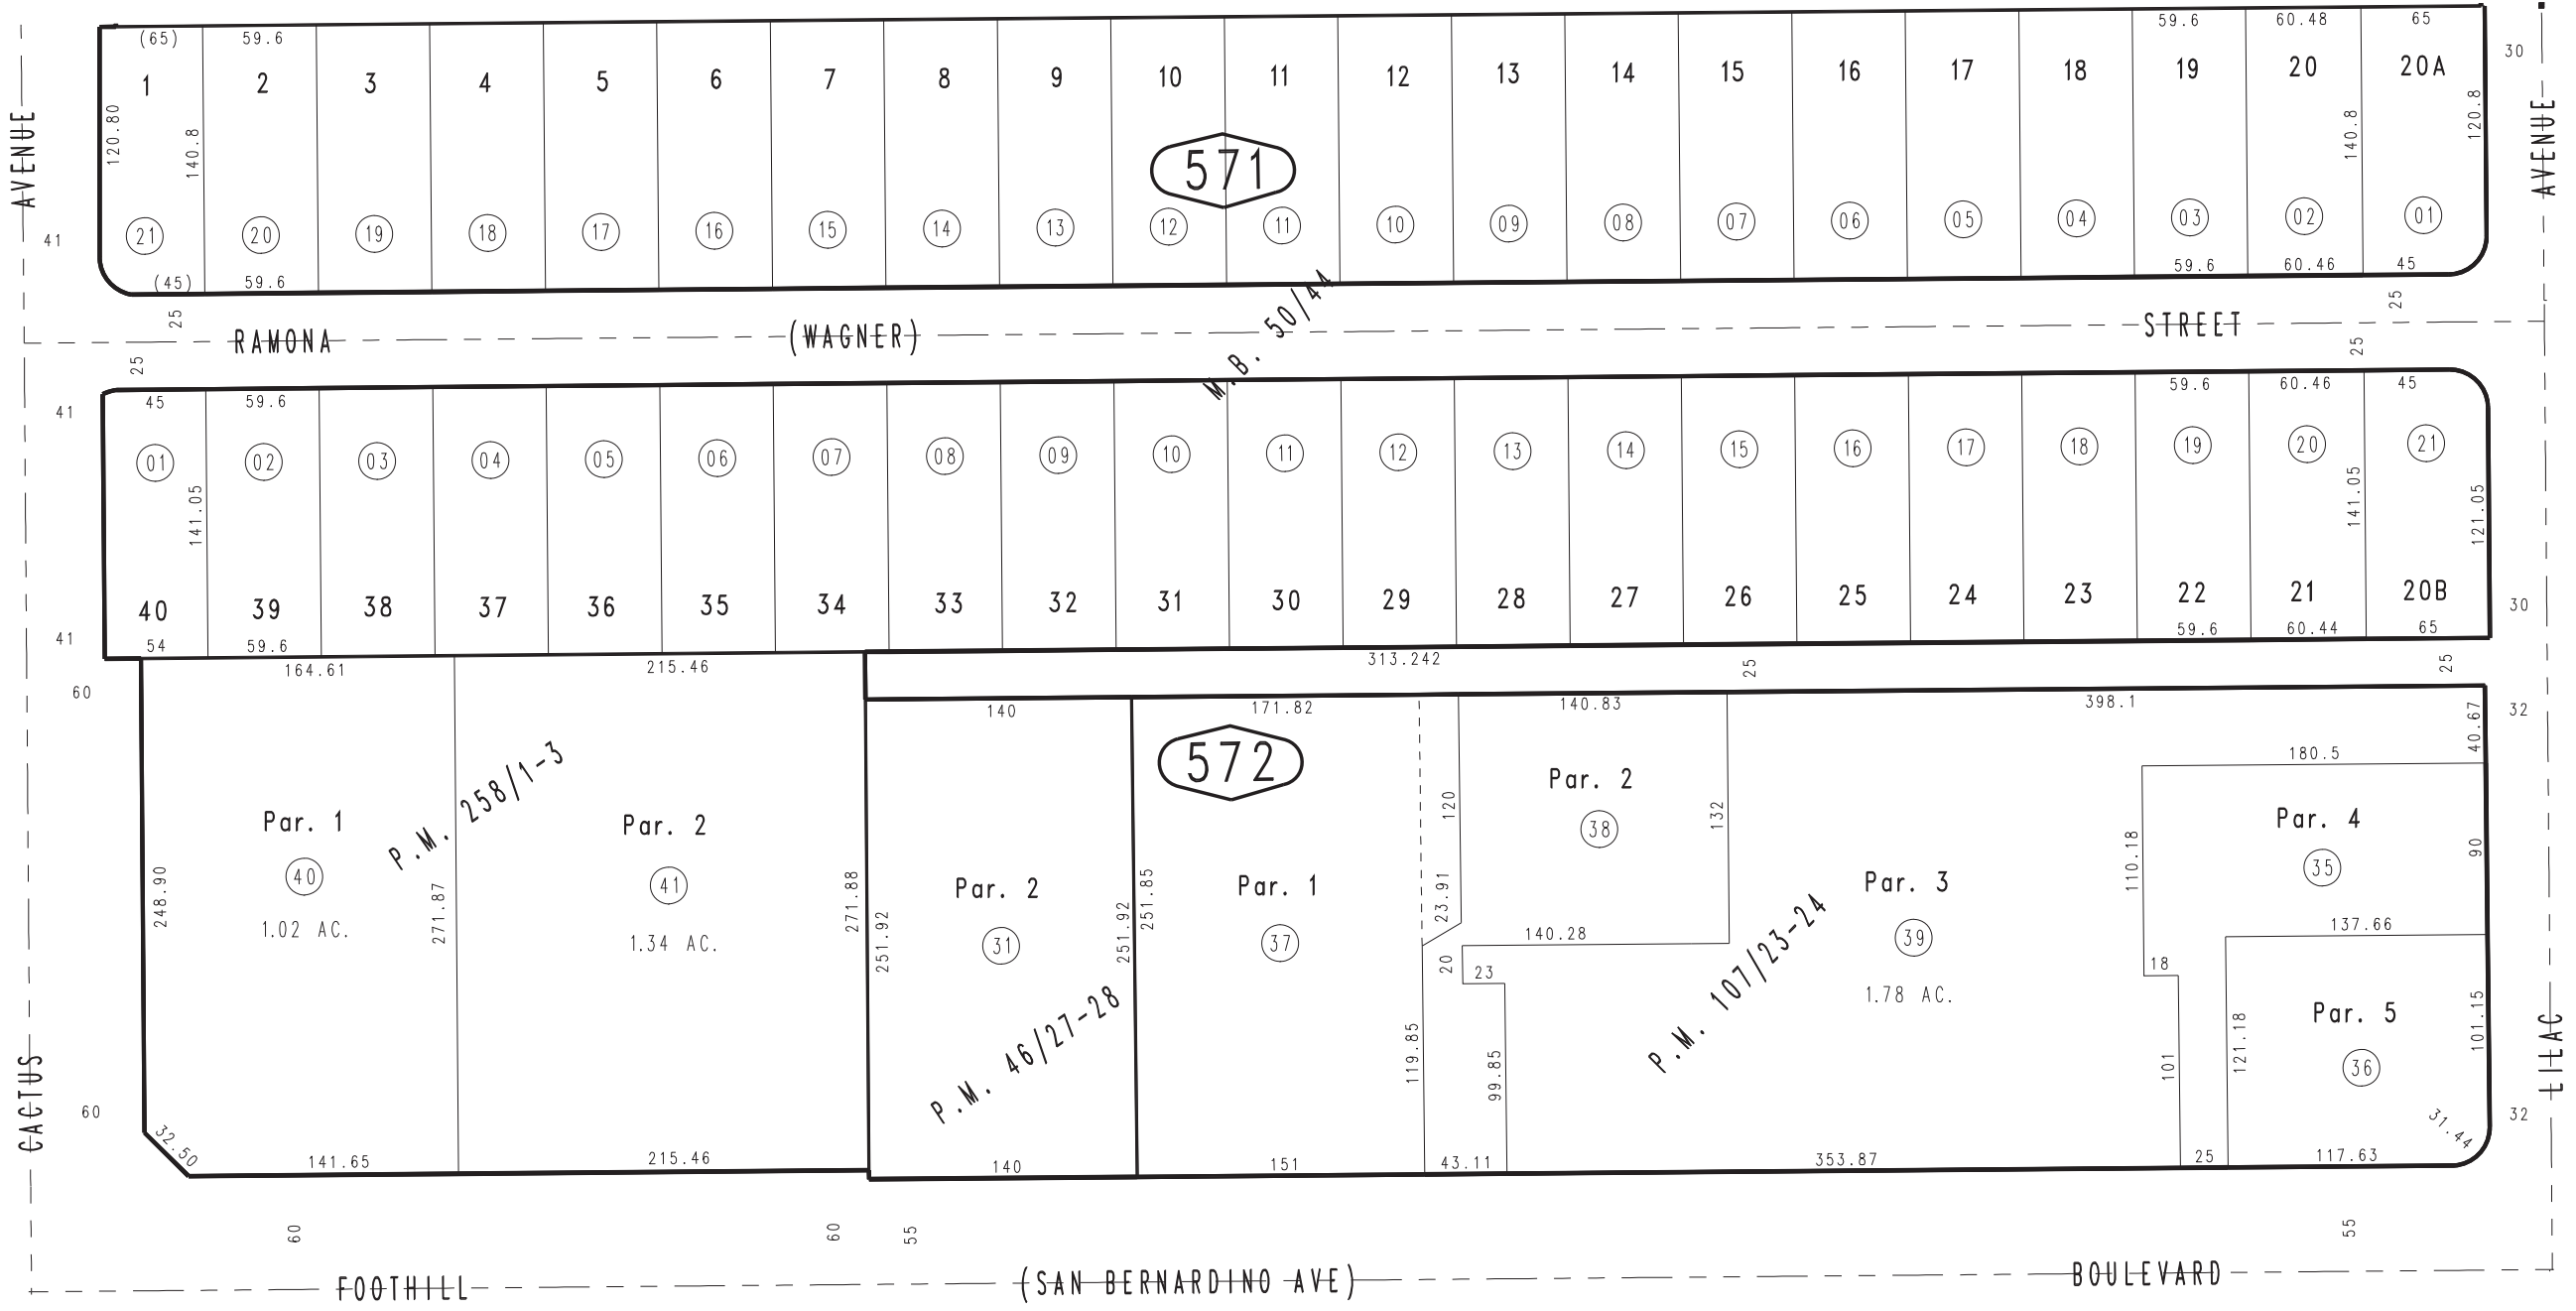 (65) 59.6 59.6 60.48 65
30
1 2 3 4 5 6 7 8 9 10 11 12 13 14 15 16 17 18 19 20 20A
AVENUE 120.80 140.8 571 140.8 120.8 AVENUE
41 21 20 19 18 17 16 15 14 13 12 11 10 09 08 07 06 05 04 03 02 01
(45) 59.6 59.6 60.46 45
25 25
RAMONA (WAGNER) STREET
M.B. 50/44
25 25
41 45 59.6 59.6 60.46 45
01 02 03 04 05 06 07 08 09 10 11 12 13 14 15 16 17 18 19 20 21
141.05 141.05 121.05
40 39 38 37 36 35 34 33 32 31 30 29 28 27 26 25 24 23 22 21 20B
30
41 54 59.6 59.6 60.44 65
164.61 215.46 313.242 25 25
60
140 171.82 140.83 398.1 40.67 32
572
180.5
P.M. 258/1-3
Par. 2
38
120 132
Par. 1 Par. 2 Par. 4
40 41 35
110.18 90
1.02 AC. 1.34 AC.
248.90 271.87 271.88 251.92 251.92 251.85 23.91
Par. 2 Par. 1 Par. 3
31 37 39
140.28 137.66
20 23 18
1.78 AC.
P.M. 46/27-28
P.M. 107/23-24
Par. 5
36
119.85 99.85 101 121.18 101.15
CACTUS 60 32 LILAC
32.50 31.44
141.65 215.46 140 151 43.11 353.87 25 117.63
60 60 55 55
FOOTHILL (SAN BERNARDINO AVE) BOULEVARD